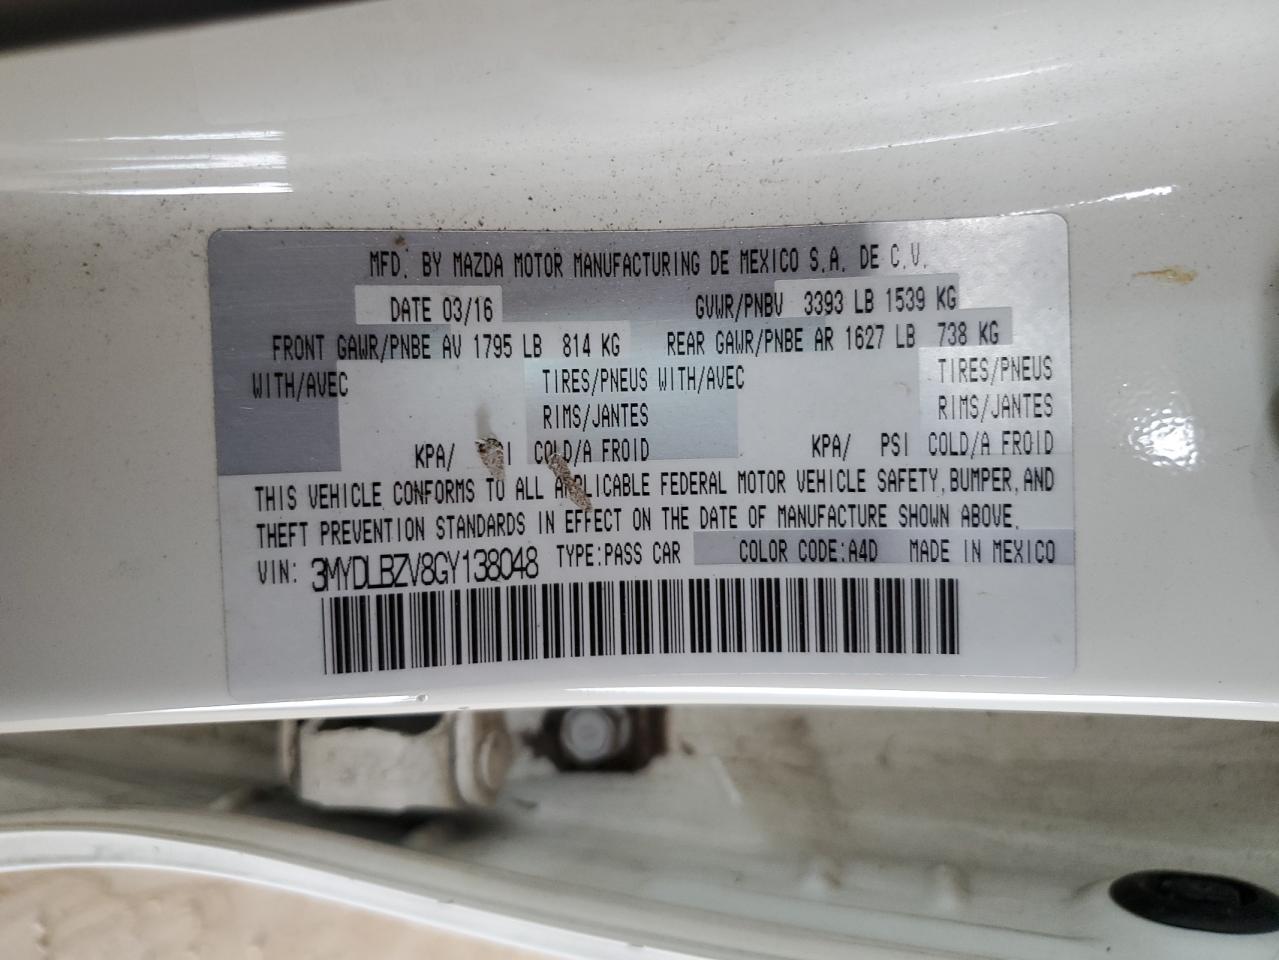 MFD. BY MAZDA MOTOR MANUFACTURING DE MEXICO S.A. DE C.V.
DATE 03/16 GVWR/PNBV 3393 LB 1539 KG
FRONT GAWR/PNBE AV 1795 LB 814 KG REAR GAWR/PNBE AR 1627 LB 738 KG
WITH/AVEC TIRES/PNEUS WITH/AVEC TIRES/PNEUS
RIMS/JANTES RIMS/JANTES
KPA/ PSI COLD/A FROID KPA/ PSI COLD/A FROID
THIS VEHICLE CONFORMS TO ALL APPLICABLE FEDERAL MOTOR VEHICLE SAFETY, BUMPER, AND
THEFT PREVENTION STANDARDS IN EFFECT ON THE DATE OF MANUFACTURE SHOWN ABOVE.
VIN: 3MYDLBZV8GY138048 TYPE:PASS CAR COLOR CODE:A4D MADE IN MEXICO